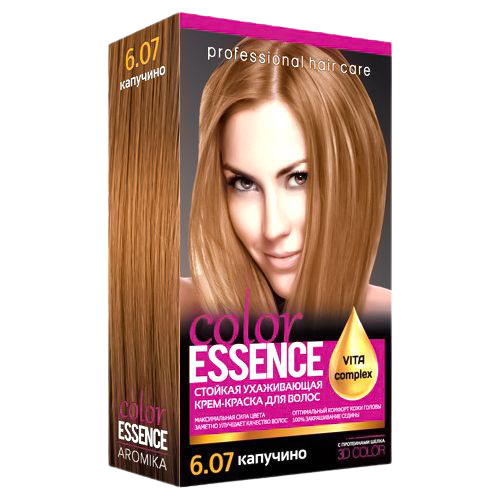 6.07
капучино
color
ESSENCE
AROMIKA
professional hair care
color
ESSENCE
СТОЙКАЯ УХАЖИВАЮЩАЯ
КРЕМ-КРАСКА ДЛЯ ВОЛОС
VITA
complex
МАКСИМАЛЬНАЯ СИЛА ЦВЕТА
ЗАМЕТНО УЛУЧШАЕТ КАЧЕСТВО ВОЛОС
ОПТИМАЛЬНЫЙ КОМФОРТ КОЖИ ГОЛОВЫ
100% ЗАКРАШИВАНИЕ СЕДИНЫ
6.07 капучино
С ПРОТЕИНАМИ ШЕЛКА
3D COLOR